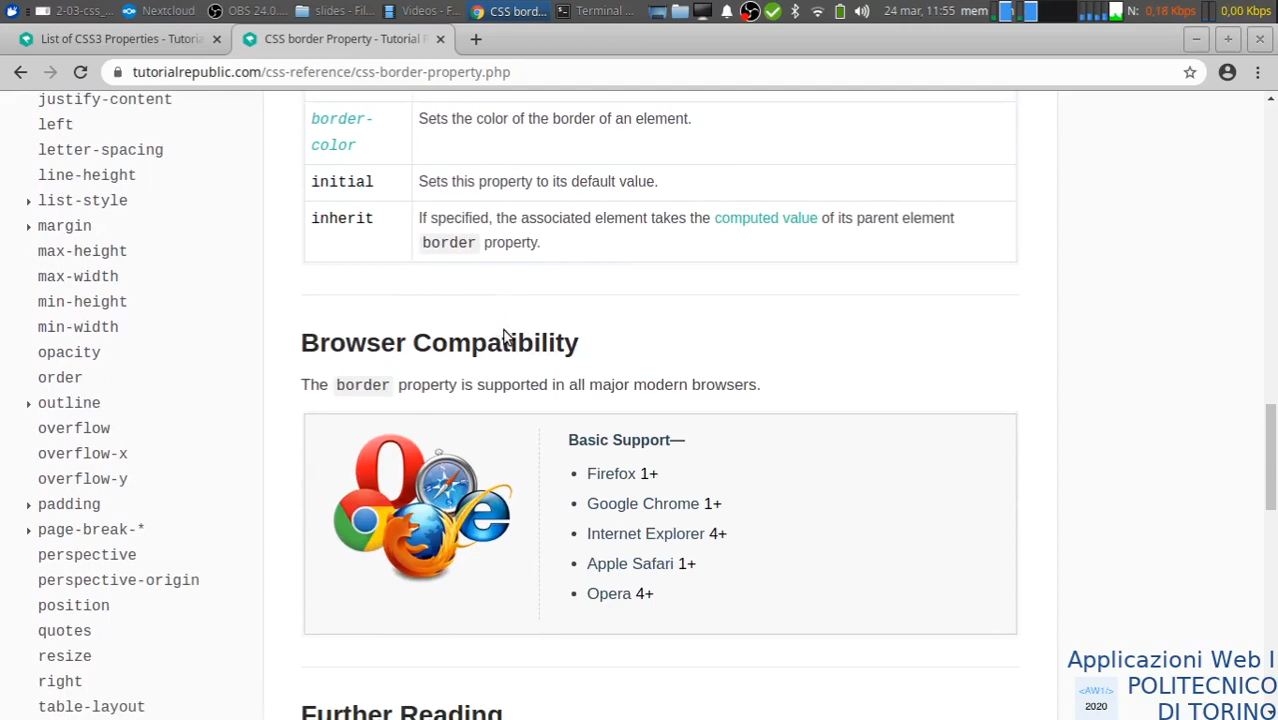 2-03-css_...
Nextcloud
OBS 24.0....
slides - Fil...
Videos - F...
CSS bord...
Terminal ...
24 mar, 11:55
mem
N:
0,18 Kbps
0,00 Kbps
List of CSS3 Properties - Tutoria
CSS border Property - Tutorial R
tutorialrepublic.com/css-reference/css-border-property.php
justify-content
left
letter-spacing
line-height
list-style
margin
max-height
max-width
min-height
min-width
opacity
order
outline
overflow
overflow-x
overflow-y
padding
page-break-*
perspective
perspective-origin
position
quotes
resize
right
table-layout
border-
color
Sets the color of the border of an element.
initial
Sets this property to its default value.
inherit
If specified, the associated element takes the computed value of its parent element
border property.
Browser Compatibility
The border property is supported in all major modern browsers.
Basic Support—
Firefox 1+
Google Chrome 1+
Internet Explorer 4+
Apple Safari 1+
Opera 4+
Further Reading
Applicazioni Web I
<AW1/>
2020
POLITECNICO
DI TORINO